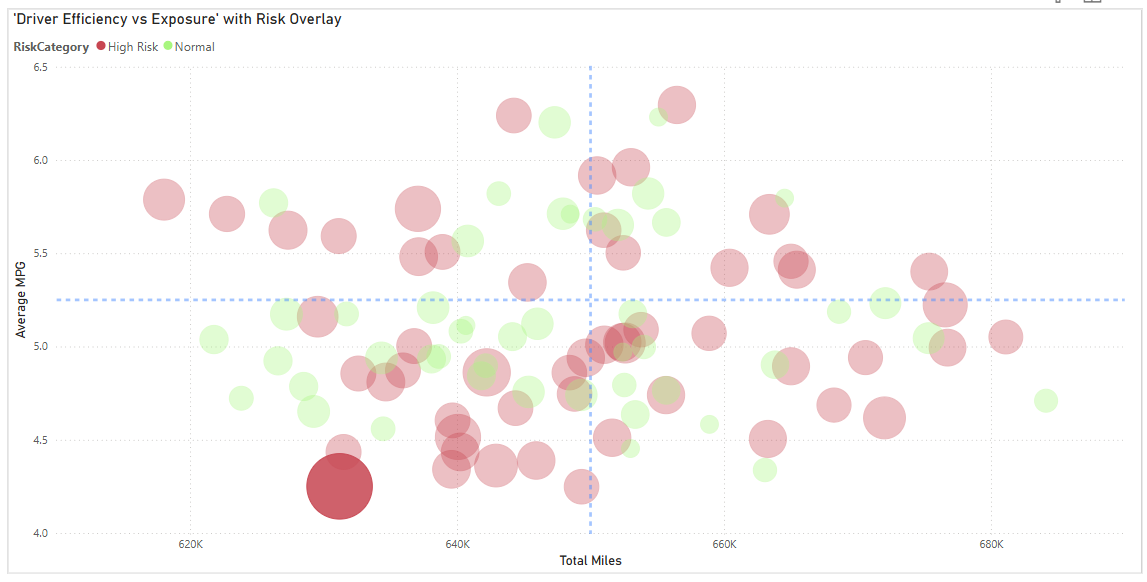 'Driver Efficiency vs Exposure' with Risk Overlay
RiskCategory High Risk Normal
6.5
6.0
5.5
5.0
4.5
4.0
Average MPG
620K 640K 660K 680K
Total Miles